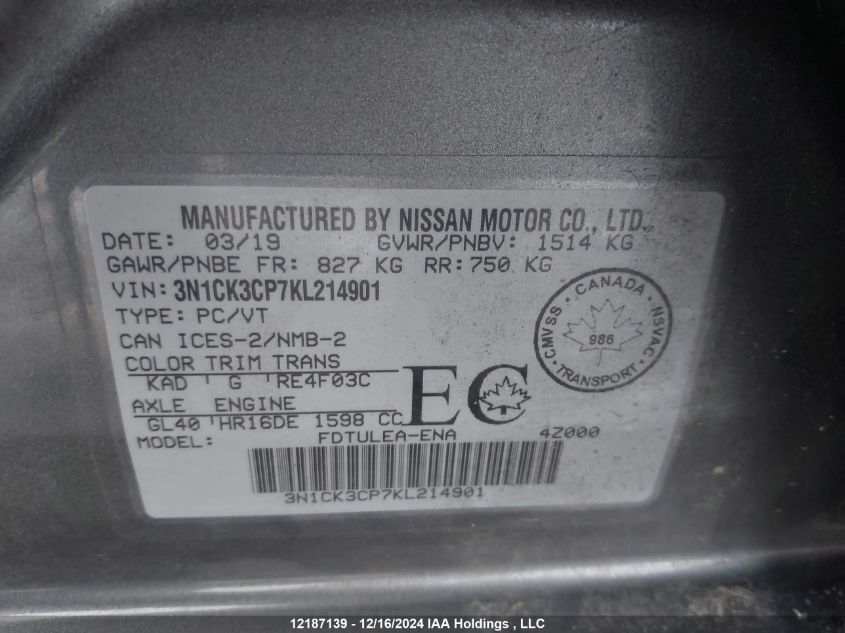 MANUFACTURED BY NISSAN MOTOR CO., LTD.
DATE: 03/19 GVWR/PNBV: 1514 KG
GAWR/PNBE FR: 827 KG RR: 750 KG
VIN: 3N1CK3CP7KL214901
TYPE: PC/VT
CAN ICES-2/NMB-2
COLOR TRIM TRANS
KAD G RE4F03C
AXLE ENGINE
GL40 HR16DE 1598 CC
MODEL: FDTULEA-ENA 4Z000
EC
CANADA
CMVSS · NSVAC
986
TRANSPORT
3N1CK3CP7KL214901
12187139 - 12/16/2024 IAA Holdings , LLC